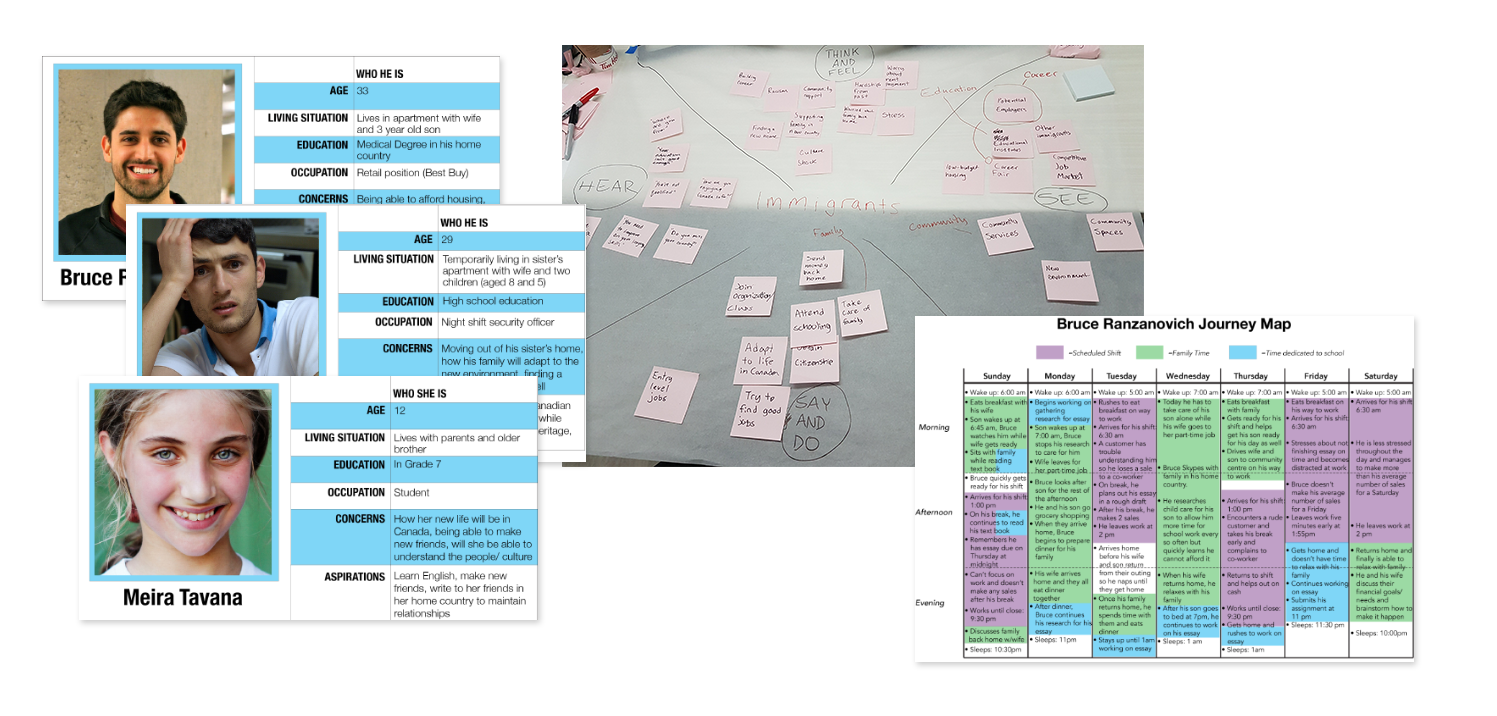 WHO HE IS
AGE 33
LIVING SITUATION Lives in apartment with wife
and 3 year old son
EDUCATION Medical Degree in his home
country
OCCUPATION Retail position (Best Buy)
CONCERNS Being able to afford housing,
Bruce
WHO HE IS
AGE 29
LIVING SITUATION Temporarily living in sister's
apartment with wife and two
children (aged 8 and 5)
EDUCATION High school education
OCCUPATION Night shift security officer
CONCERNS Moving out of his sister's home,
how his family will adapt to the
new environment, finding a
WHO SHE IS
AGE 12
LIVING SITUATION Lives with parents and older
brother
EDUCATION In Grade 7
OCCUPATION Student
CONCERNS How her new life will be in
Canada, being able to make
new friends, will she be able to
understand the people/ culture
ASPIRATIONS Learn English, make new
friends, write to her friends in
her home country to maintain
relationships
Meira Tavana
THINK
AND
FEEL
Racism
Community
support
Hardships
from
past
Worry
about
rent
payment
Stress
Supporting
family in
Finding a
new home
Culture
Shock
Education
Career
Potential
Employers
Educational
Institutes
Other
immigrants
low-budget
housing
Career
Fair
Competitive
Job
Market
HEAR
SEE
Immigrants
Family
Community
Community
Services
Community
Spaces
New
Environment
Do you miss
your country?
Send
money
back
home
Join
Organization
Clubs
Attend
schooling
Take
care of
family
Citizenship
Adapt
to life
in Canada
Entry
level
jobs
Try to
find good
jobs
SAY
AND
DO
Bruce Ranzanovich Journey Map
=Scheduled Shift =Family Time =Time dedicated to school
Sunday Monday Tuesday Wednesday Thursday Friday Saturday
Morning
Afternoon
Evening
• Wake up: 6:00 am
• Eats breakfast with
his wife
• Son wakes up at
6:45 am, Bruce
watches him while
wife gets ready
• Sits with family
while reading
text book
• Bruce quickly gets
ready for his shift
• Arrives for his shift
1:00 pm
• On his break, he
continues to read
his text book
• Remembers he
has essay due on
Thursday at
midnight
• Can't focus on
work and doesn't
make any sales
after his break
• Works until close:
9:30 pm
• Discusses family
back home w/wife
• Sleeps: 10:30pm
• Wake up: 6:00 am
• Begins working on
gathering
research for essay
• Son wakes up at
7:00 am, Bruce
stops his research
to care for him
• Wife leaves for
her part-time job
• Bruce looks after
son for the rest of
the afternoon
• He and his son go
grocery shopping
• When they arrive
home, Bruce
begins to prepare
dinner for his
family
• His wife arrives
home and they all
eat dinner
together
• After dinner,
Bruce continues
his research for his
essay
• Sleeps: 11pm
• Wake up: 5:00 am
• Rushes to eat
breakfast on way
to work
• Arrives for his shift
6:30 am
• A customer has
trouble
understanding him
so he loses a sale
to a co-worker
• On break, he
plans out his essay
in a rough draft
• After his break, he
makes 2 sales
• He leaves work at
2 pm
• Arrives home
before his wife
and son return
from their outing
so he naps until
they get home
• Once his family
returns home, he
spends time with
them and eats
dinner
• Stays up until 1am
working on essay
• Wake up: 7:00 am
• Today he has to
take care of his
son alone while
his wife goes to
her part-time job
• Bruce Skypes with
family in his home
country.
• He researches
child care for his
son to allow him
more time for
school work every
so often but
quickly learns he
cannot afford it
• When his wife
returns home, he
relaxes with his
family
• After his son goes
to bed at 7pm, he
continues to work
on his essay
• Sleeps: 1 am
• Wake up: 7:00 am
• Eats breakfast
with family
• Gets ready for his
shift and helps
get his son ready
for his day as well
• Drives wife and
son to community
centre on his way
to work
• Arrives for his shift
1:00 pm
• Encounters a rude
customer and
takes his break
early and
complains to
co-worker
• Returns to shift
and helps out on
cash
• Works until close:
9:30 pm
• Gets home and
rushes to work on
essay
• Sleeps: 1am
• Wake up: 5:00 am
• Eats breakfast on
his way to work
• Arrives for his shift
6:30 am
• Stresses about not
finishing essay on
time and becomes
distracted at work
• Bruce doesn't
make his average
number of sales
for a Friday
• Leaves work five
minutes early at
1:55pm
• Gets home and
doesn't have time
to relax with his
family
• Continues working
on essay
• Submits his
assignment at
11 pm
• Sleeps: 11:30 pm
• Wake up: 5:00 am
• Arrives for his shift
6:30 am
• He is less stressed
throughout the
day and manages
to make more
than his average
number of sales
for a Saturday
• He leaves work at
2 pm
• Returns home and
finally is able to
relax with family
• He and his wife
discuss their
financial goals/
needs and
brainstorm how to
make it happen
• Sleeps: 10:00pm